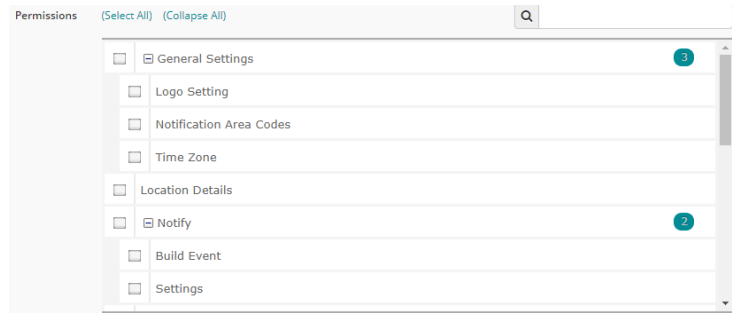 Permissions (Select All) (Collapse All)
General Settings 3
Logo Setting
Notification Area Codes
Time Zone
Location Details
Notify 2
Build Event
Settings